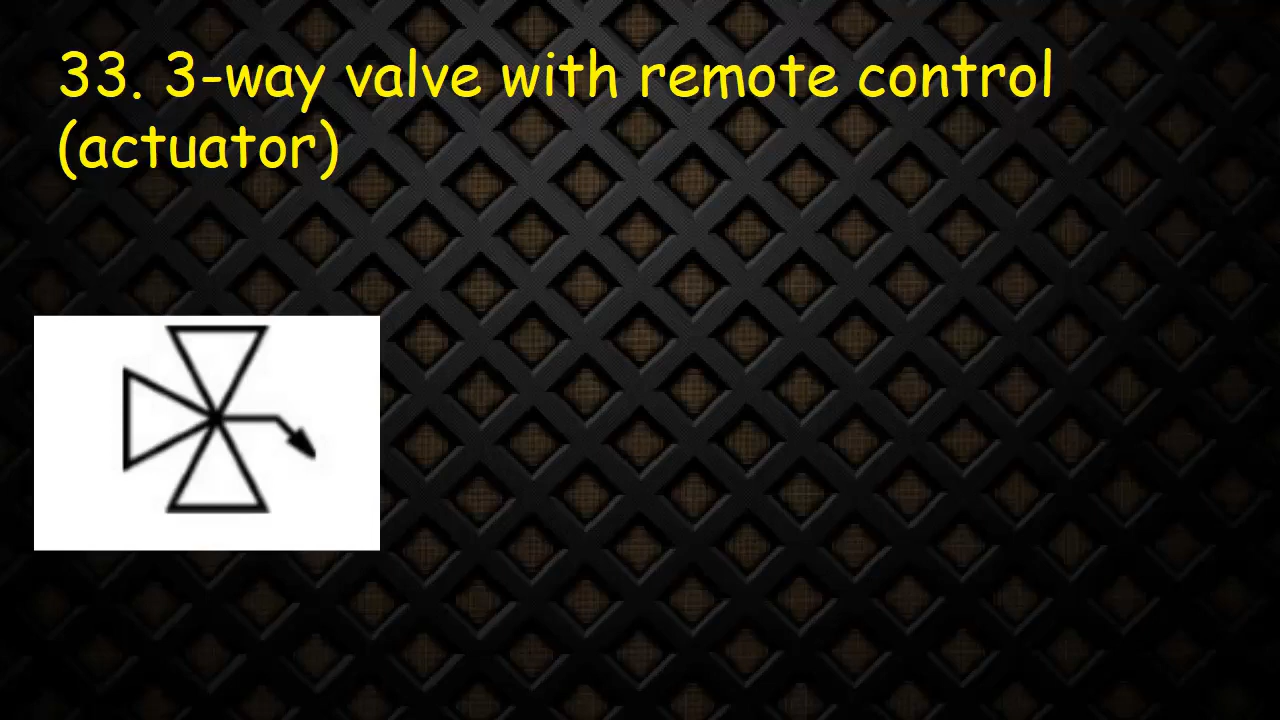 33. 3-way valve with remote control
(actuator)